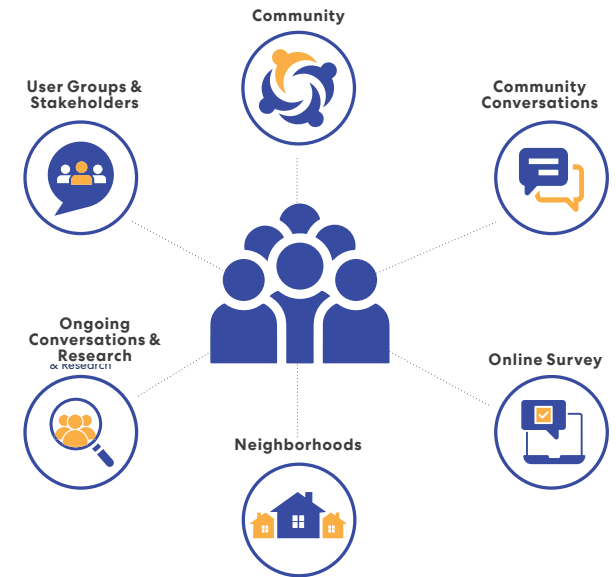 Community
User Groups &
Stakeholders
Community
Conversations
Ongoing
Conversations &
Research
& Research
Online Survey
Neighborhoods